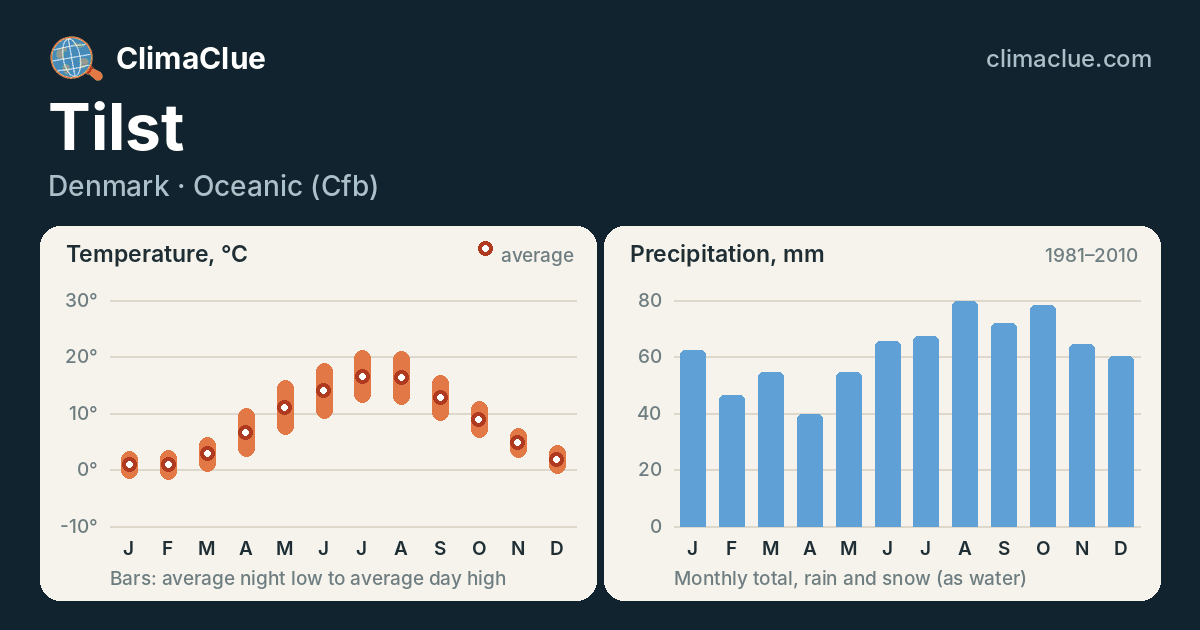 ClimaClue
climaclue.com
Tilst
Denmark · Oceanic (Cfb)
Temperature, °C
average
30°
20°
10°
0°
-10°
J F M A M J J A S O N D
Bars: average night low to average day high
Precipitation, mm
1981–2010
80
60
40
20
0
J F M A M J J A S O N D
Monthly total, rain and snow (as water)